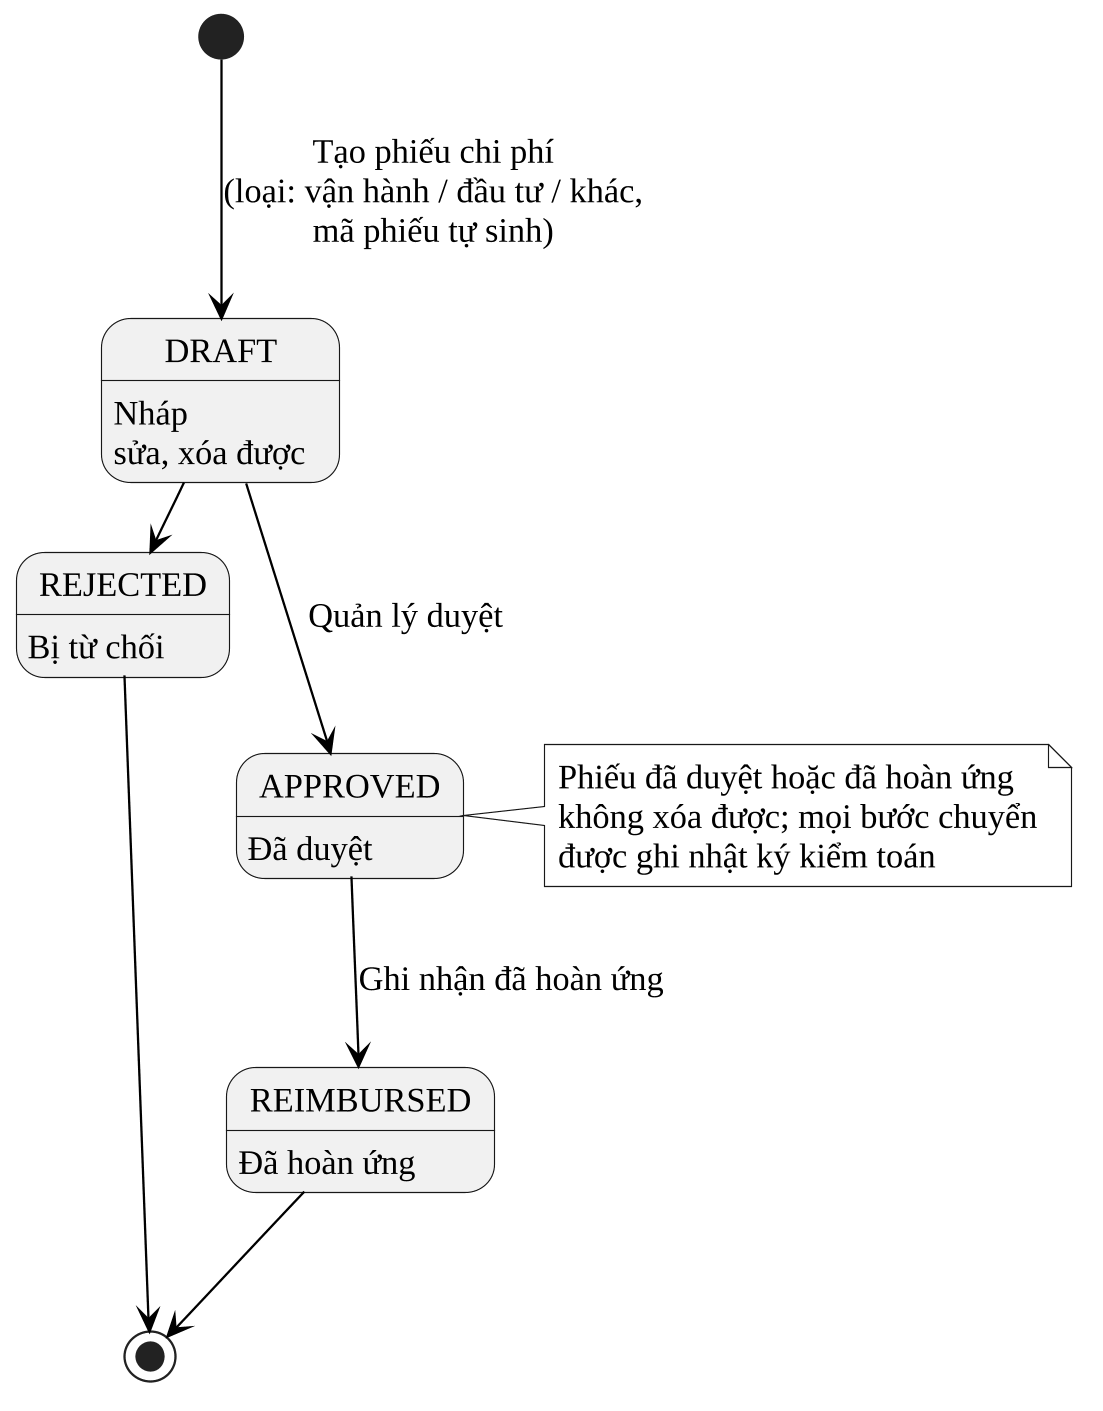 Tạo phiếu chi phí
(loại: vận hành / đầu tư / khác,
mã phiếu tự sinh)
DRAFT
Nháp
sửa, xóa được
REJECTED
Bị từ chối
Quản lý duyệt
APPROVED
Đã duyệt
Phiếu đã duyệt hoặc đã hoàn ứng
không xóa được; mọi bước chuyển
được ghi nhật ký kiểm toán
Ghi nhận đã hoàn ứng
REIMBURSED
Đã hoàn ứng